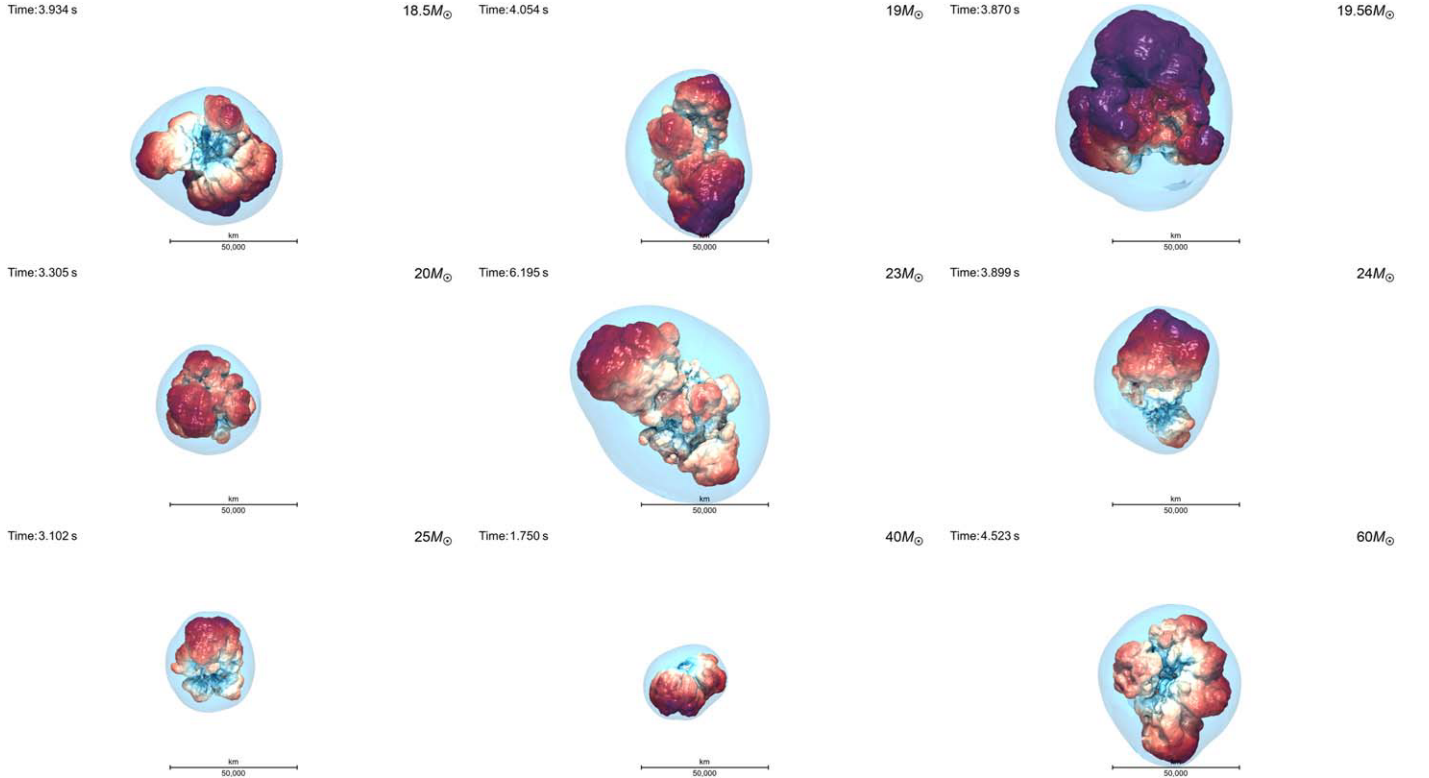 Time:3.934 s 18.5M☉ Time:4.054 s 19M☉ Time:3.870 s 19.56M☉
km km km
50,000 50,000 50,000
Time:3.305 s 20M☉ Time:6.195 s 23M☉ Time:3.899 s 24M☉
km km km
50,000 50,000 50,000
Time:3.102 s 25M☉ Time:1.750 s 40M☉ Time:4.523 s 60M☉
km km km
50,000 50,000 50,000